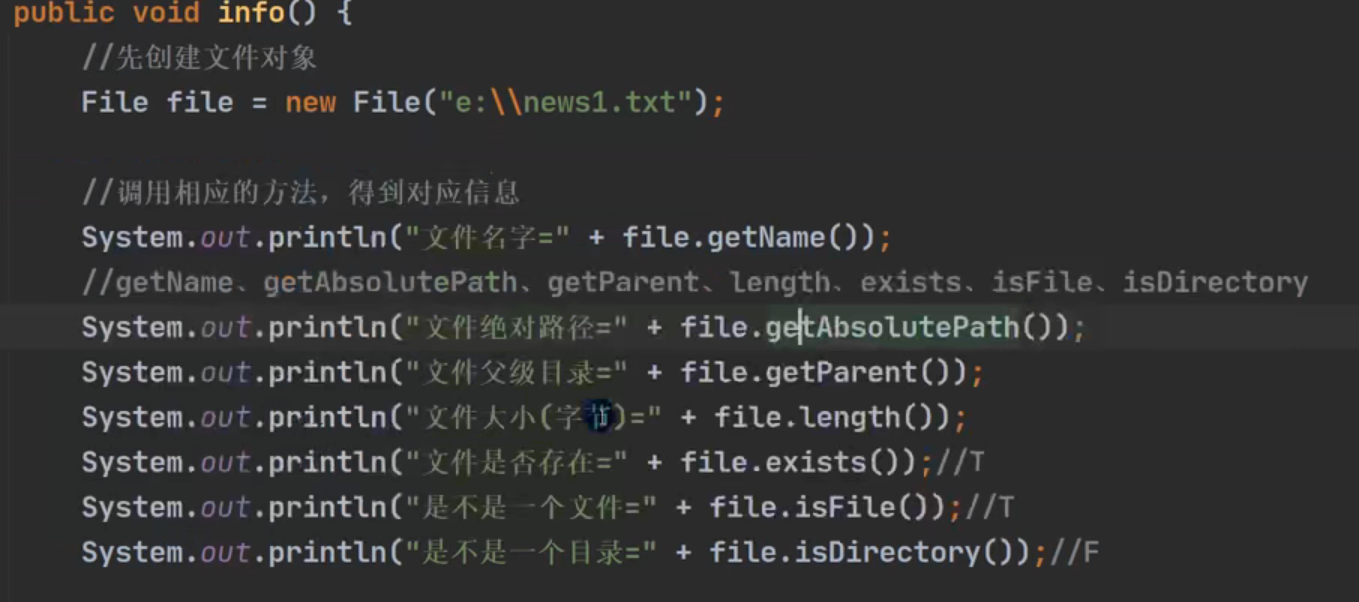 public void info() {
//先创建文件对象
File file = new File("e:\\news1.txt");
//调用相应的方法，得到对应信息
System.out.println("文件名字=" + file.getName());
//getName、getAbsolutePath、getParent、length、exists、isFile、isDirectory
System.out.println("文件绝对路径=" + file.getAbsolutePath());
System.out.println("文件父级目录=" + file.getParent());
System.out.println("文件大小(字节)=" + file.length());
System.out.println("文件是否存在=" + file.exists());//T
System.out.println("是不是一个文件=" + file.isFile());//T
System.out.println("是不是一个目录=" + file.isDirectory());//F